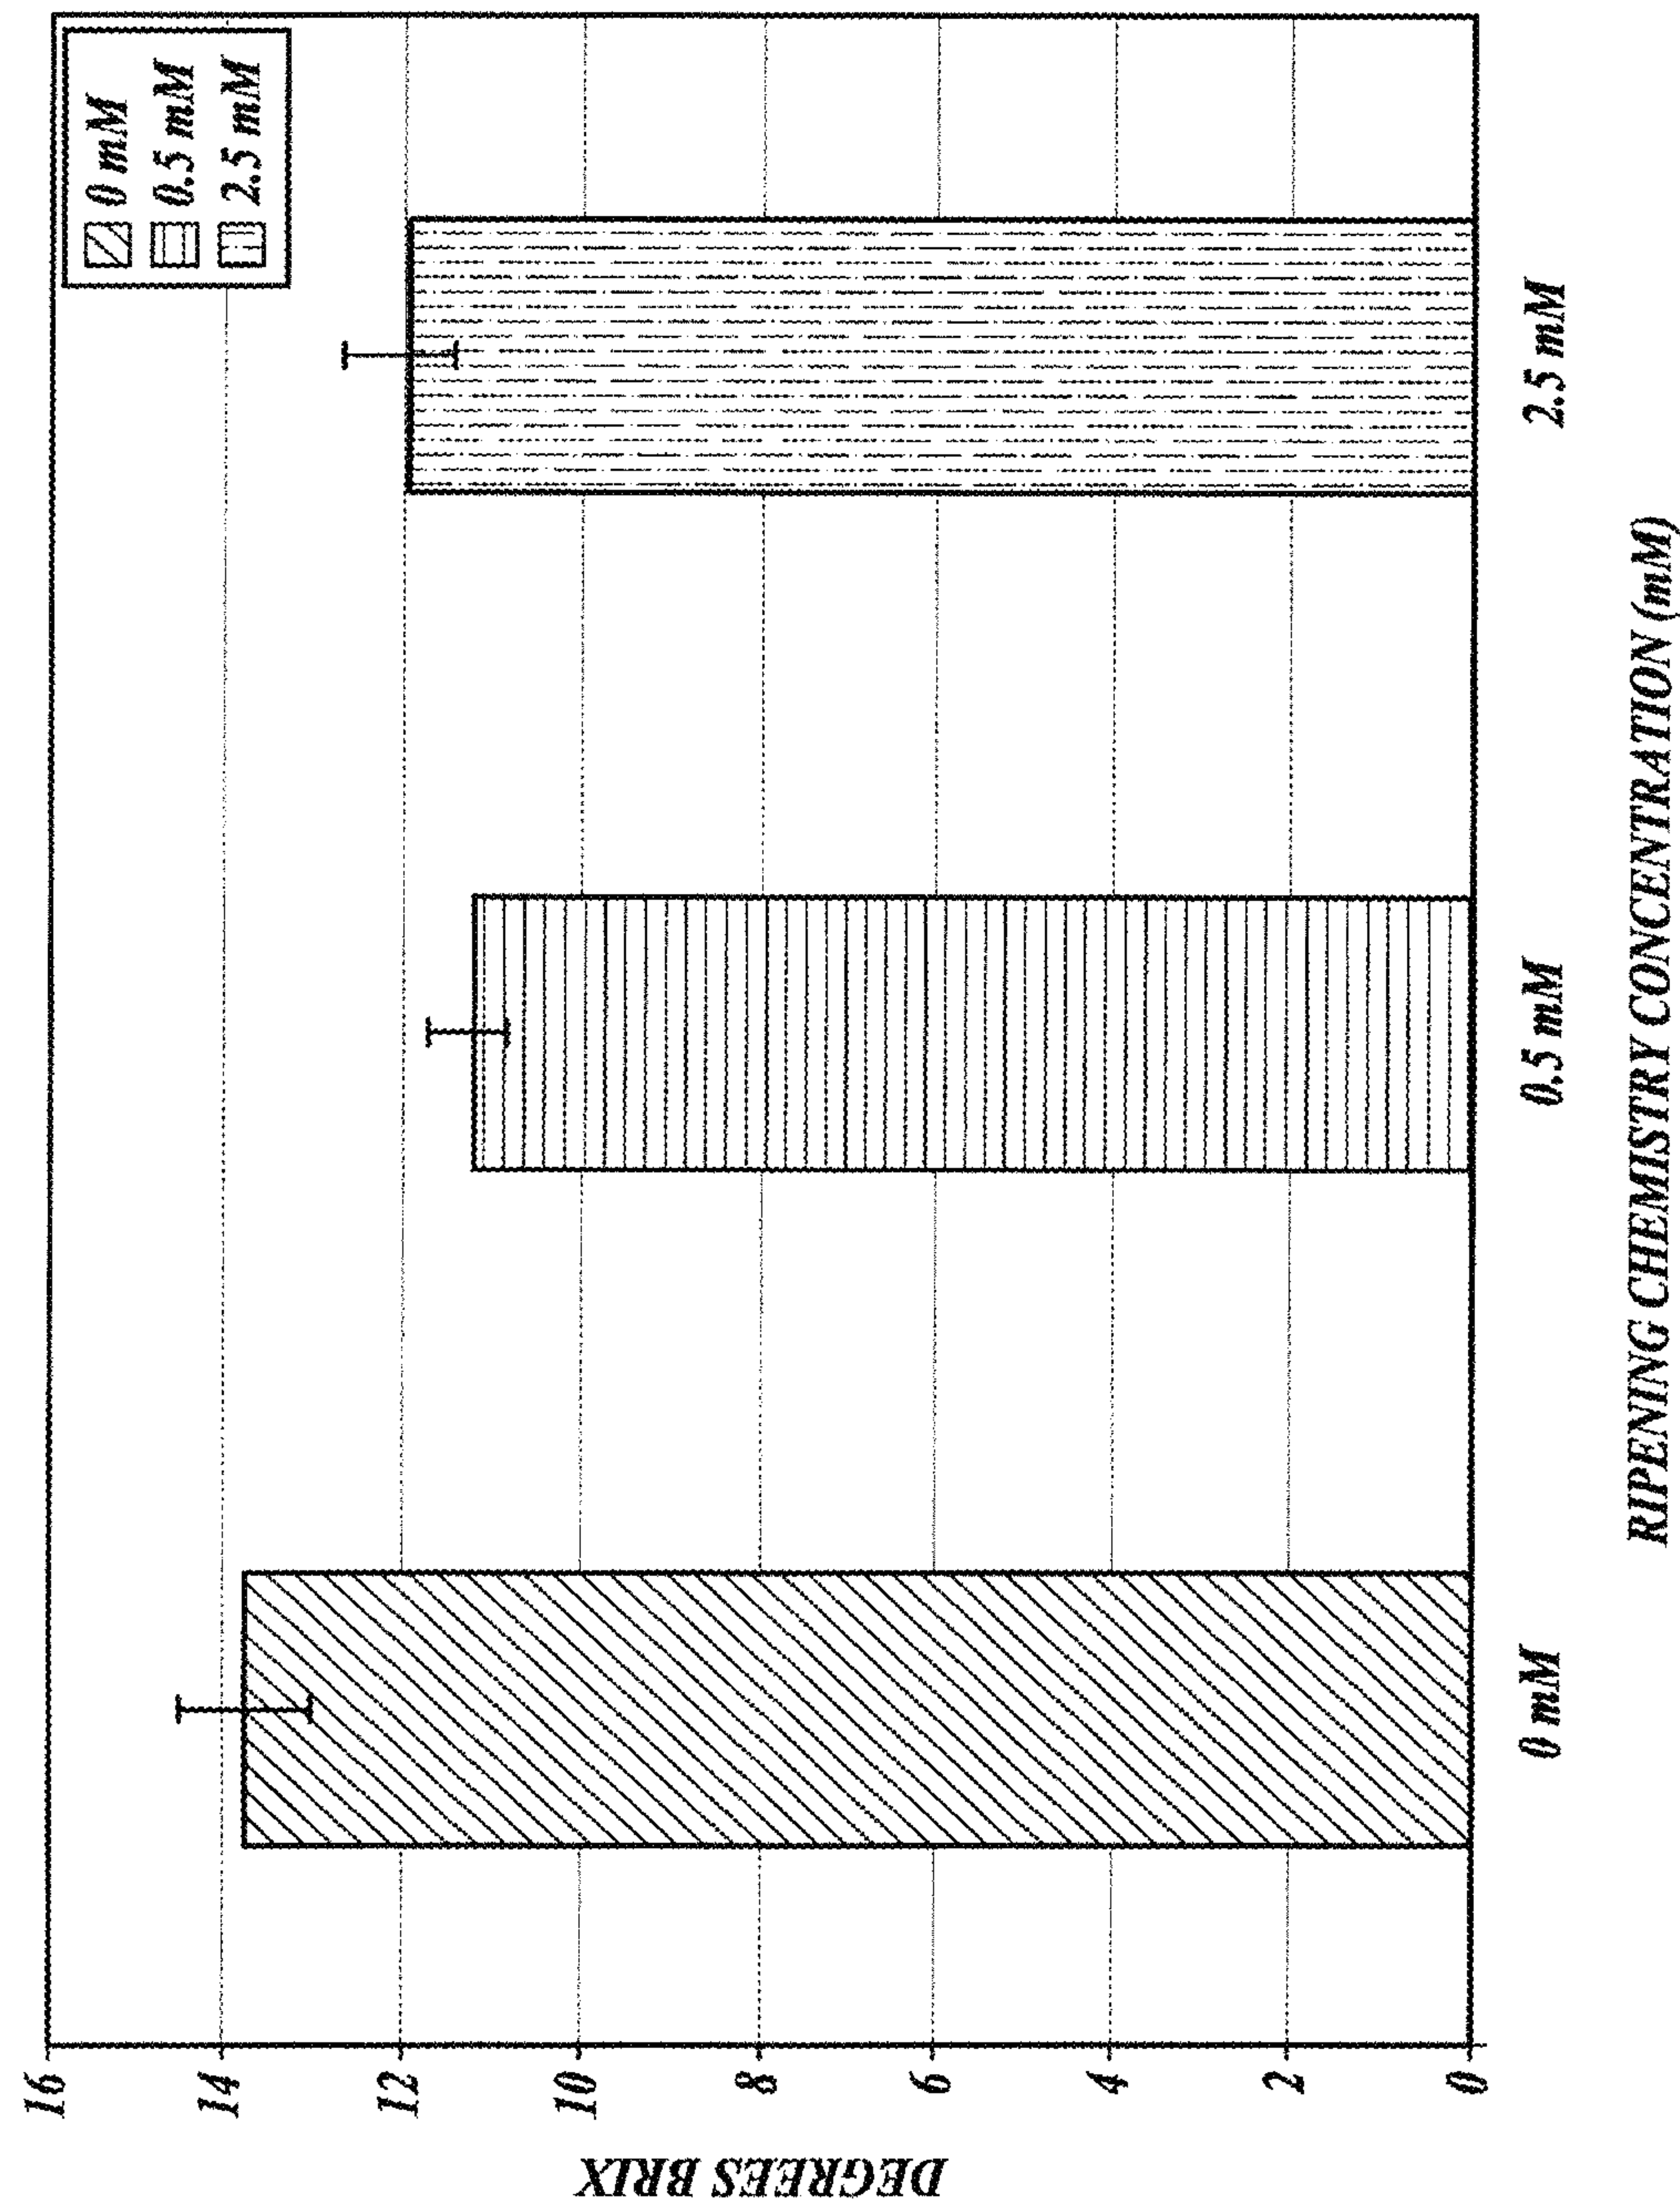 DEGREES BRIX
16
14
12
10
8
6
4
2
0
0 mM
0.5 mM
2.5 mM
0 mM
0.5 mM
2.5 mM
RIPENING CHEMISTRY CONCENTRATION (mM)